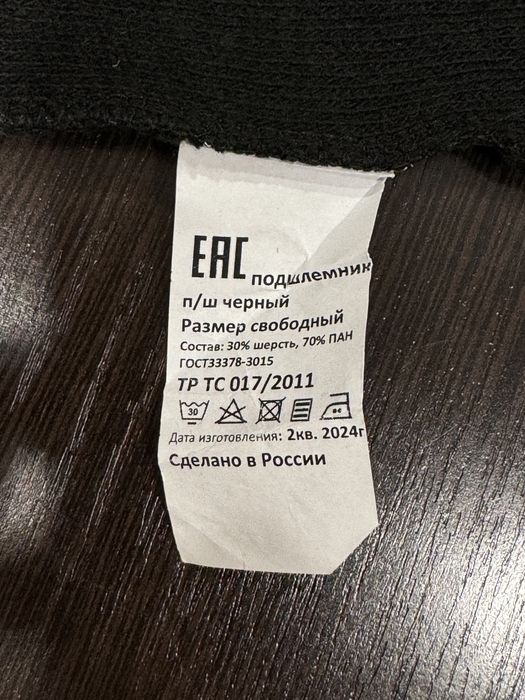 ЕАС подшлемник
п/ш черный
Размер свободный
Состав: 30% шерсть, 70% ПАН
ГОСТ33378-3015
ТР ТС 017/2011
30
Дата изготовления: 2кв. 2024г
Сделано в России